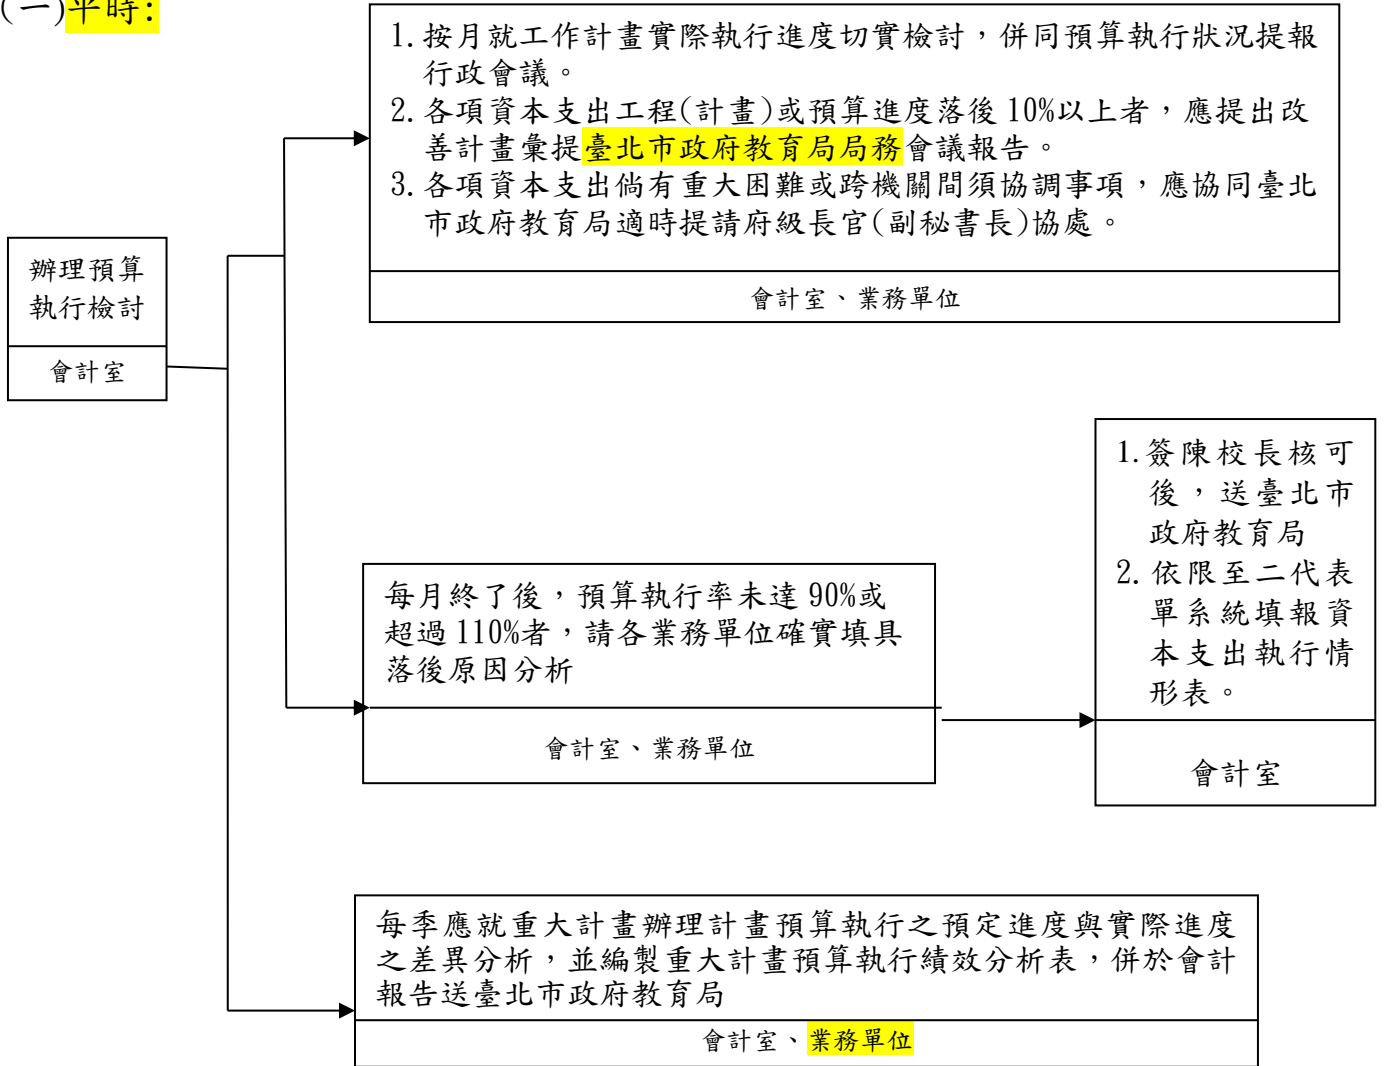 (一)平時:
1.按月就工作計畫實際執行進度切實檢討，併同預算執行狀況提報
行政會議。
2.各項資本支出工程(計畫)或預算進度落後 10%以上者，應提出改
善計畫彙提臺北市政府教育局局務會議報告。
3.各項資本支出倘有重大困難或跨機關間須協調事項，應協同臺北
市政府教育局適時提請府級長官(副秘書長)協處。
會計室、業務單位
辦理預算
執行檢討
會計室
1.簽陳校長核可
後，送臺北市
政府教育局
2.依限至二代表
單系統填報資
本支出執行情
形表。
會計室
每月終了後，預算執行率未達 90%或
超過 110%者，請各業務單位確實填具
落後原因分析
會計室、業務單位
每季應就重大計畫辦理計畫預算執行之預定進度與實際進度
之差異分析，並編製重大計畫預算執行績效分析表，併於會計
報告送臺北市政府教育局
會計室、業務單位